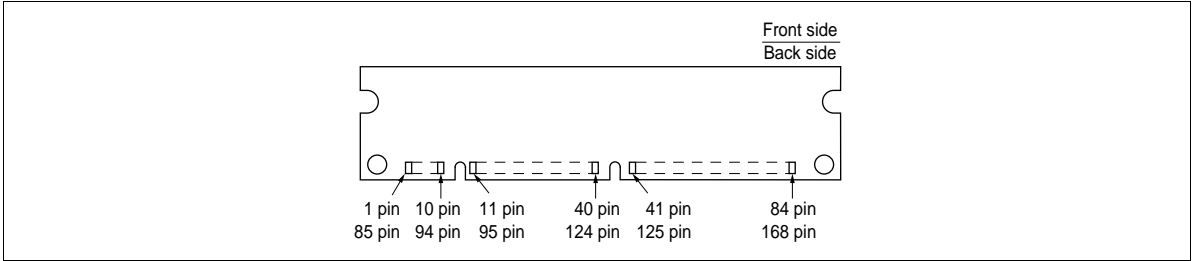 Front side
Back side
1 pin 10 pin 11 pin 40 pin 41 pin 84 pin
85 pin 94 pin 95 pin 124 pin 125 pin 168 pin